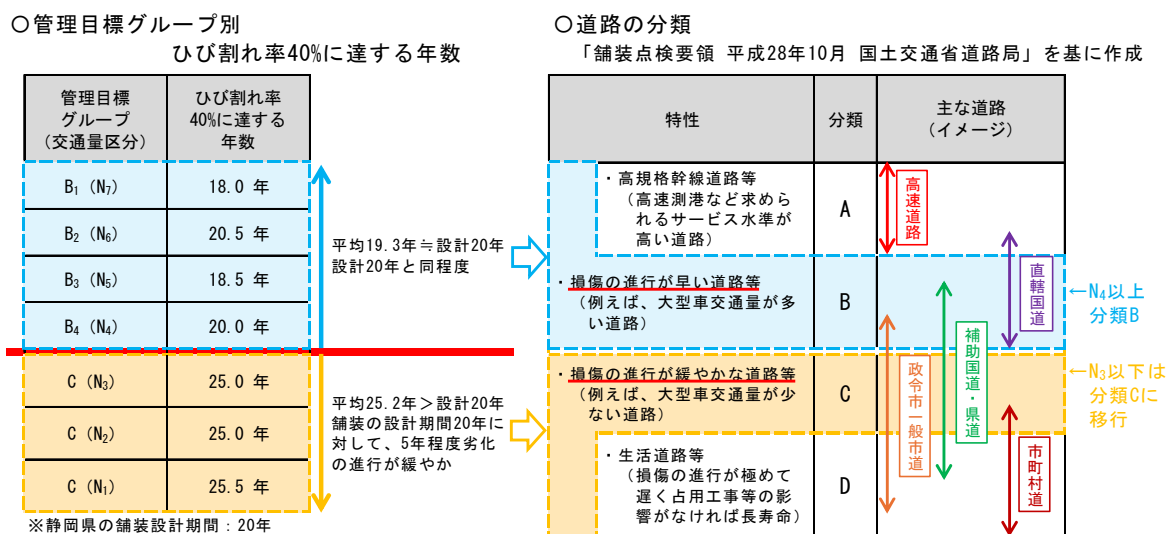 ○管理目標グループ別
ひび割れ率40%に達する年数
管理目標
グループ
(交通量区分)
ひび割れ率
40%に達する
年数
B₁ (N₇)
18.0 年
B₂ (N₆)
20.5 年
B₃ (N₅)
18.5 年
B₄ (N₄)
20.0 年
C (N₃)
25.0 年
C (N₂)
25.0 年
C (N₁)
25.5 年
※静岡県の舗装設計期間：20年
平均19.3年≒設計20年
設計20年と同程度
平均25.2年＞設計20年
舗装の設計期間20年に
対して、5年程度劣化
の進行が緩やか
○道路の分類
「舗装点検要領 平成28年10月 国土交通省道路局」を基に作成
特性
分類
主な道路
(イメージ)
・高規格幹線道路等
(高速測港など求めら
れるサービス水準が
高い道路)
A
・損傷の進行が早い道路等
(例えば、大型車交通量が多
い道路)
B
・損傷の進行が緩やかな道路等
(例えば、大型車交通量が少
ない道路)
C
・生活道路等
(損傷の進行が極めて
遅く占用工事等の影
響がなければ長寿命)
D
高速道路
直轄国道
補助国道・県道
政令市一般市道
市町村道
←N₄以上
分類B
←N₃以下は
分類Cに
移行